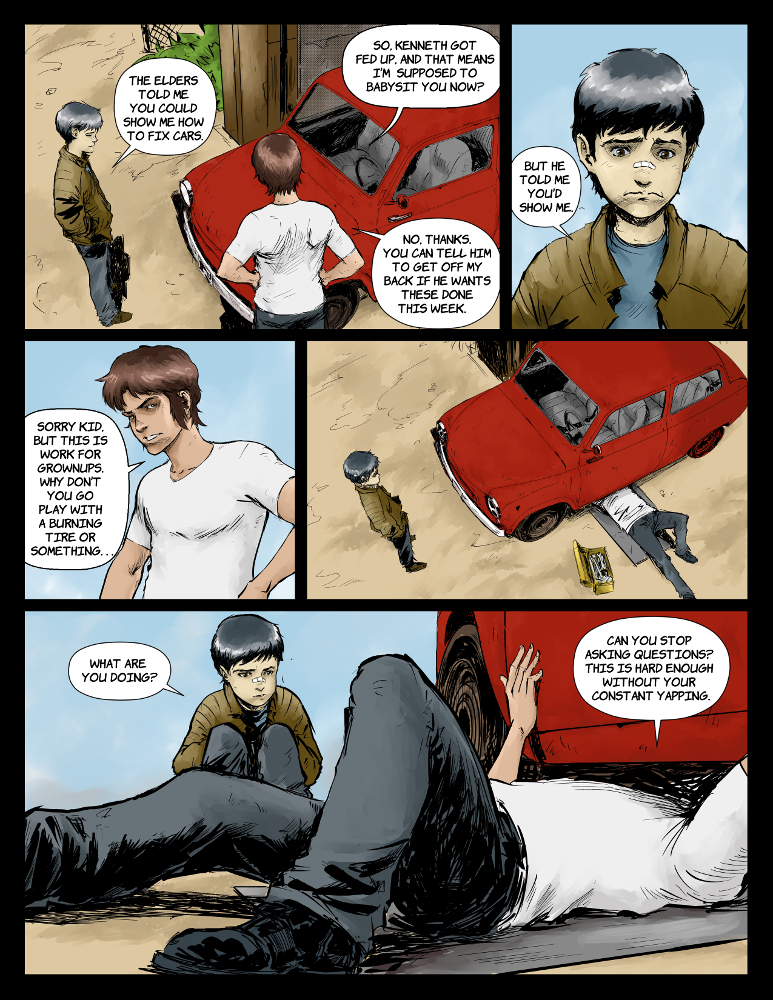 THE ELDERS
TOLD ME
YOU COULD
SHOW ME HOW
TO FIX CARS.
SO, KENNETH GOT
FED UP, AND THAT MEANS
I'M SUPPOSED TO
BABYSIT YOU NOW?
NO, THANKS.
YOU CAN TELL HIM
TO GET OFF MY
BACK IF HE WANTS
THESE DONE
THIS WEEK.
BUT HE
TOLD ME
YOU'D
SHOW ME.
SORRY KID,
BUT THIS IS
WORK FOR
GROWNUPS.
WHY DON'T
YOU GO
PLAY WITH
A BURNING
TIRE OR
SOMETHING...
WHAT ARE
YOU DOING?
CAN YOU STOP
ASKING QUESTIONS?
THIS IS HARD ENOUGH
WITHOUT YOUR
CONSTANT YAPPING.